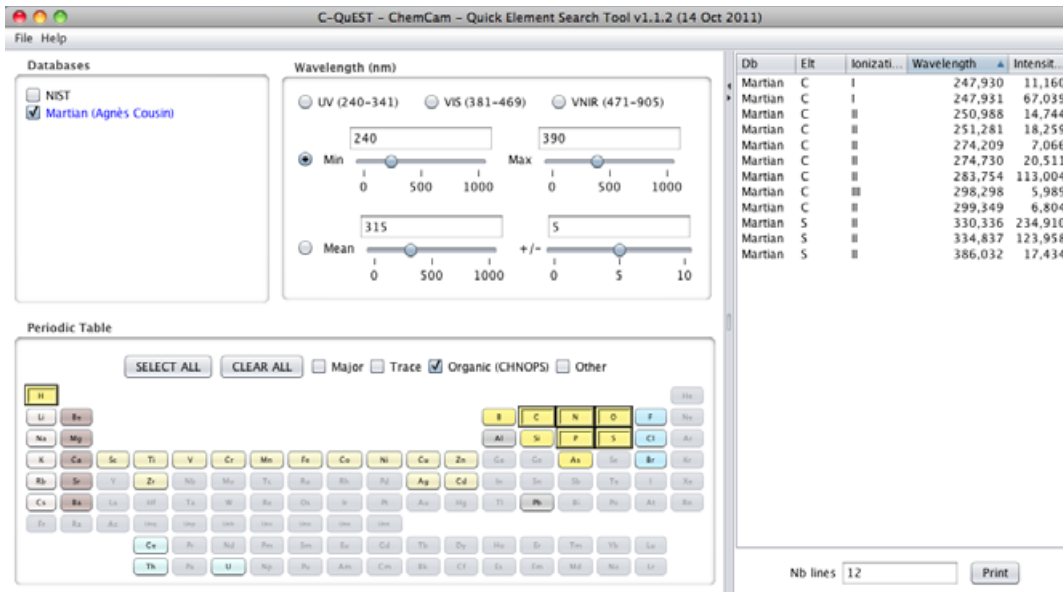 C-QuEST - ChemCam - Quick Element Search Tool v1.1.2 (14 Oct 2011)
File Help
Databases
NIST
Martian (Agnès Cousin)
Wavelength (nm)
UV (240-341) VIS (381-469) VNIR (471-905)
240 390
Min Max
0 500 1000 0 500 1000
315 5
Mean +/-
0 500 1000 0 5 10
Periodic Table
SELECT ALL CLEAR ALL Major Trace Organic (CHNOPS) Other
H He
Li Be B C N O F Ne
Na Mg Al Si P S Cl Ar
K Ca Sc Ti V Cr Mn Fe Co Ni Cu Zn Ga Ge As Se Br Kr
Rb Sr Y Zr Nb Mo Tc Ru Rh Pd Ag Cd In Sn Sb Te I Xe
Cs Ba Hf Ta W Re Os Ir Pt Au Hg Tl Pb Bi Po At Rn
Fr Ra
Ce Pr Nd Pm Sm Eu Gd Tb Dy Ho Er Tm Yb Lu
Th Pa U Np Pu Am Cm Bk Cf Es Fm Md No Lr
Db Elt Ionizati... Wavelength Intensit...
Martian C I 247,930 11,160
Martian C I 247,931 67,039
Martian C II 250,988 14,744
Martian C II 251,281 18,259
Martian C II 274,209 7,066
Martian C II 274,730 20,511
Martian C II 283,754 113,004
Martian C III 298,298 5,989
Martian C II 299,349 6,804
Martian S II 330,336 234,910
Martian S II 334,837 123,958
Martian S II 386,032 17,434
Nb lines 12 Print